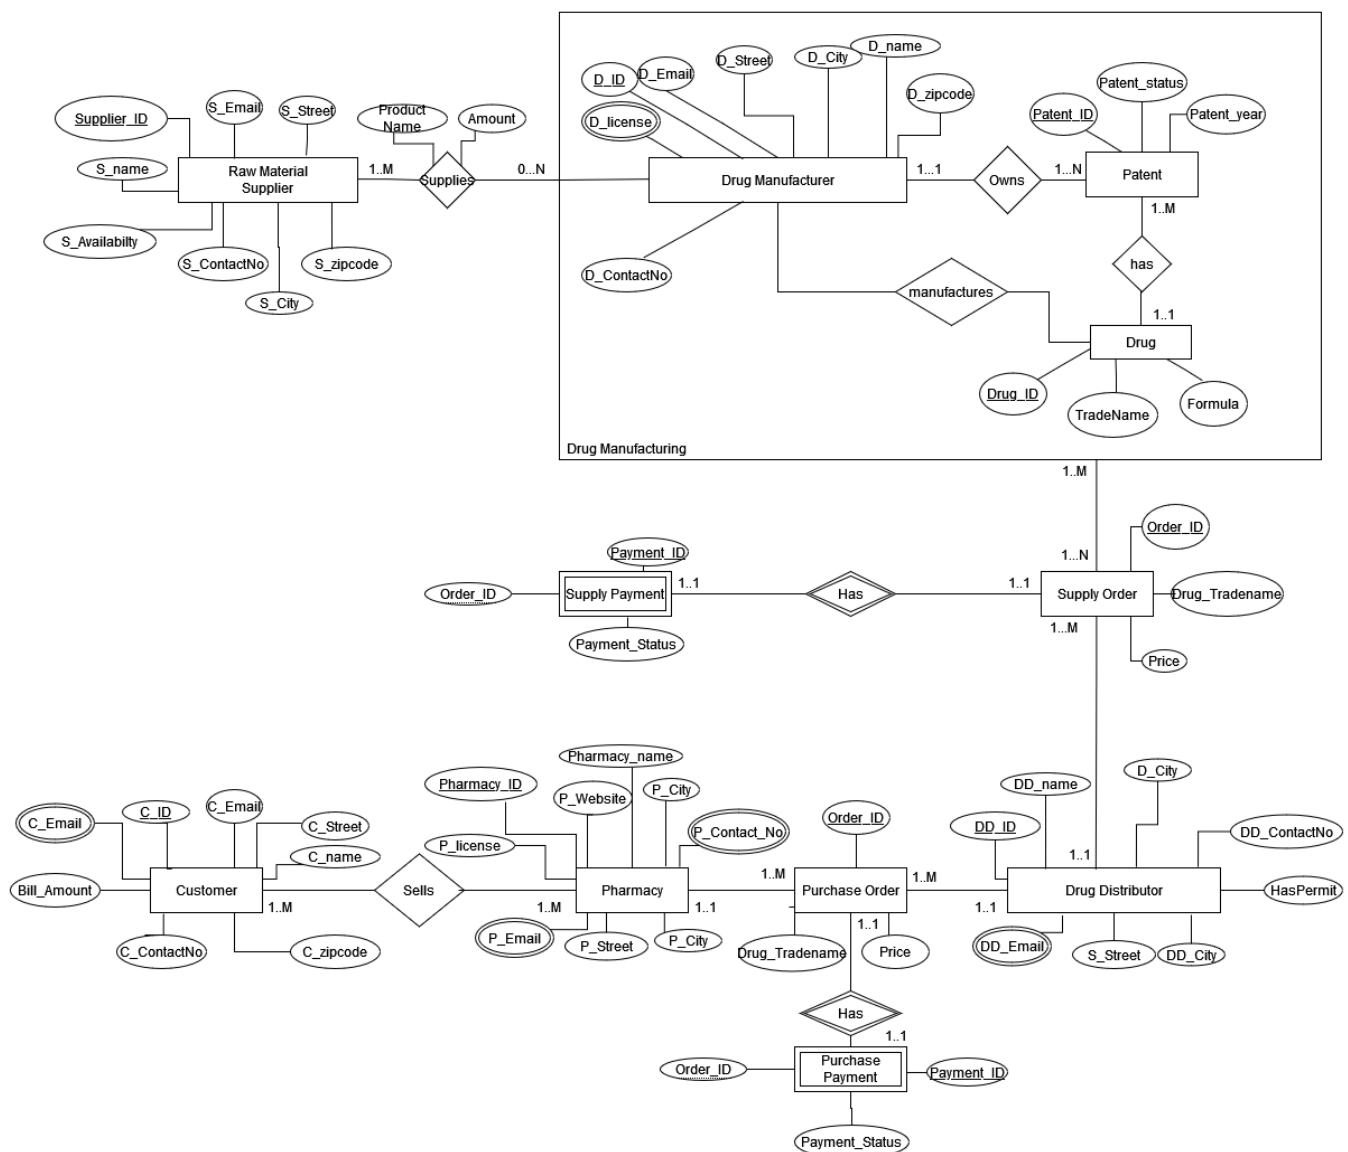 D_name
D_Street
D_City
D_Email
D_ID
Patent_status
D_zipcode
S_Email
S_Street
Product
Name
Amount
Supplier_ID
D_license
Patent_ID
Patent_year
S_name
Raw Material
Supplier
1..M
Supplies
0...N
Drug Manufacturer
1...1
Owns
1...N
Patent
1..M
S_Availabilty
S_ContactNo
S_zipcode
S_City
D_ContactNo
manufactures
has
1..1
Drug
Drug_ID
TradeName
Formula
Drug Manufacturing
1..M
Order_ID
Payment_ID
1...N
Order_ID
Supply Payment
1..1
Has
1..1
Supply Order
Drug_Tradename
Payment_Status
1...M
Price
Pharmacy_name
D_City
Pharmacy_ID
P_Website
P_City
DD_name
C_Email
C_ID
C_Email
C_Street
P_license
P_Contact_No
Order_ID
DD_ID
DD_ContactNo
C_name
1..1
Bill_Amount
Customer
Sells
Pharmacy
1..M
Purchase Order
1..M
Drug Distributor
HasPermit
1..M
1..M
1..1
1..1
1..1
C_ContactNo
C_zipcode
P_Email
P_Street
P_City
Drug_Tradename
Price
DD_Email
S_Street
DD_City
Has
1..1
Order_ID
Purchase
Payment
Payment_ID
Payment_Status